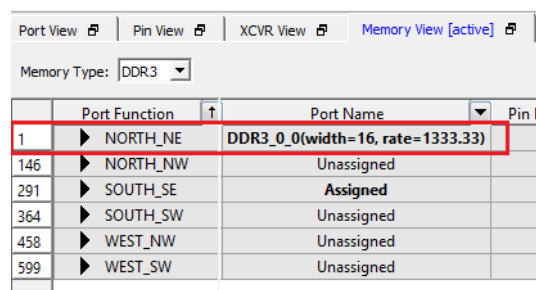 Port View Pin View XCVR View Memory View [active]
Memory Type: DDR3
Port Function Port Name Pin
1 NORTH_NE DDR3_0_0(width=16, rate=1333.33)
146 NORTH_NW Unassigned
291 SOUTH_SE Assigned
364 SOUTH_SW Unassigned
458 WEST_NW Unassigned
599 WEST_SW Unassigned